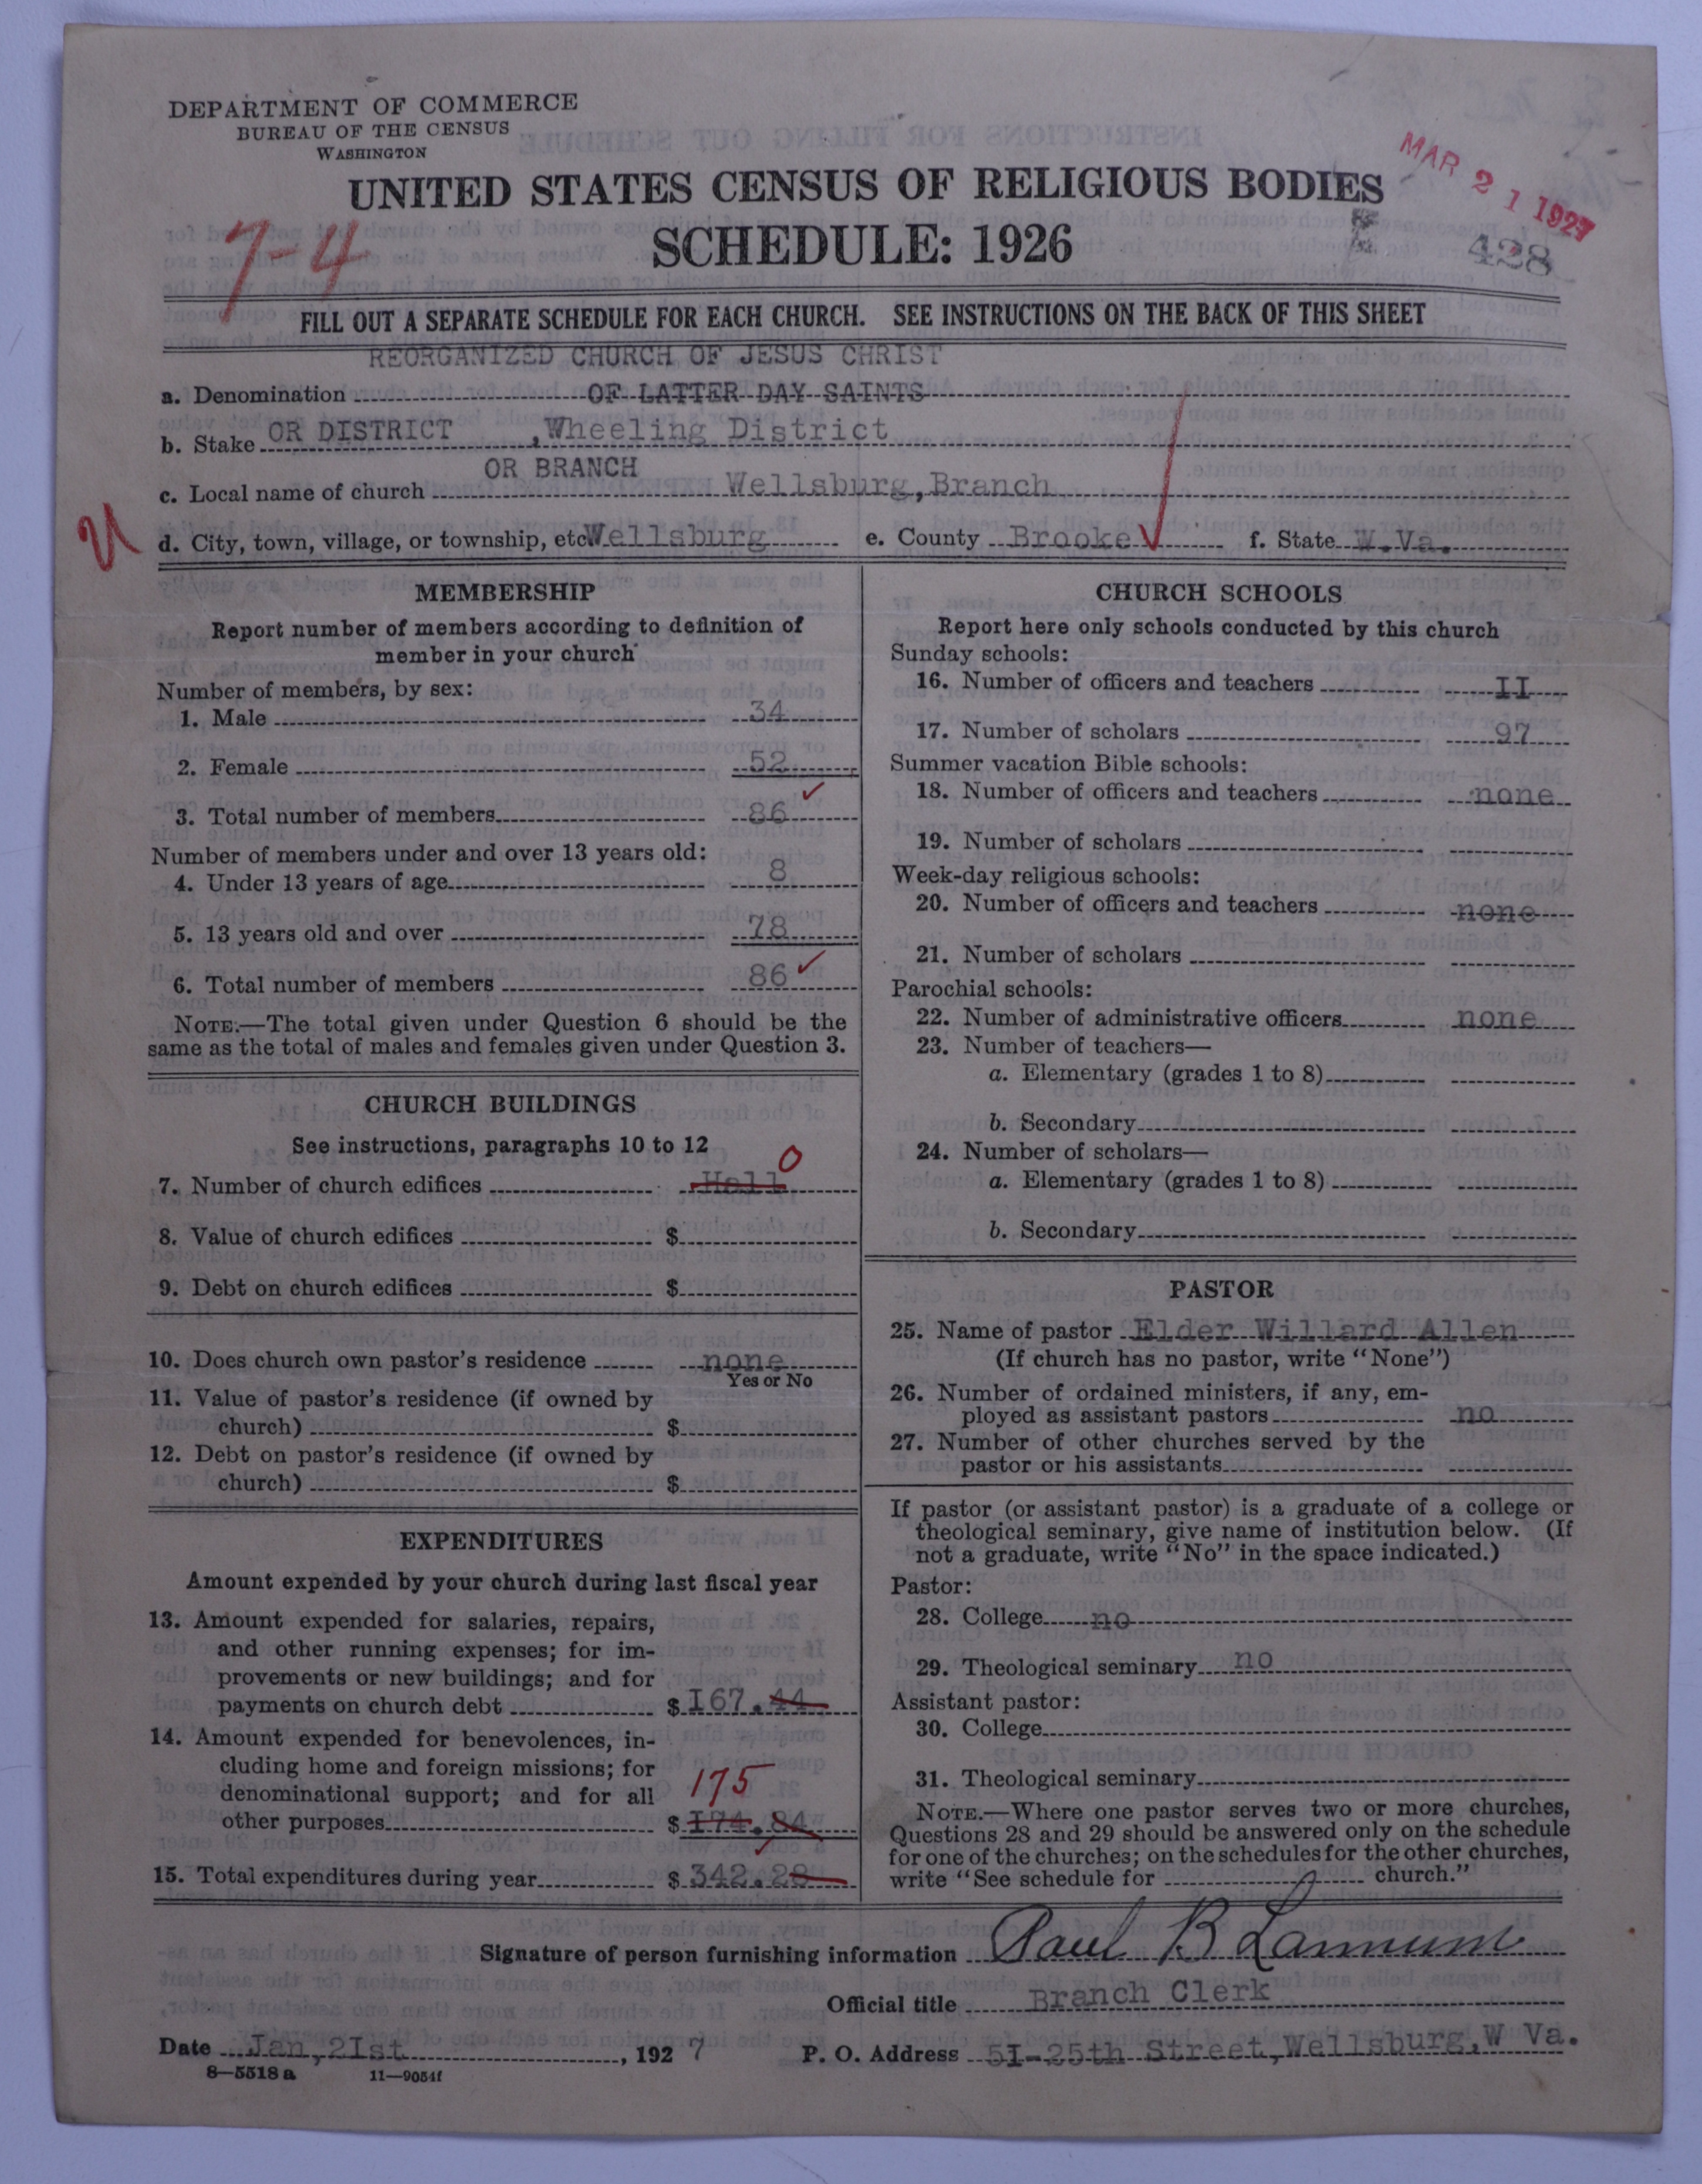 DEPARTMENT OF COMMERCE
BUREAU OF THE CENSUS
WASHINGTON
UNITED STATES CENSUS OF RELIGIOUS BODIES
SCHEDULE: 1926
MAR 21 1927
428
7-4
FILL OUT A SEPARATE SCHEDULE FOR EACH CHURCH. SEE INSTRUCTIONS ON THE BACK OF THIS SHEET
REORGANIZED CHURCH OF JESUS CHRIST
a. Denomination OF LATTER DAY SAINTS
b. Stake OR DISTRICT ,Wheeling District
OR BRANCH
c. Local name of church Wellsburg,Branch
U
d. City, town, village, or township, etc Wellsburg e. County Brooke ✓ f. State W.Va.
MEMBERSHIP
Report number of members according to definition of
member in your church
Number of members, by sex:
1. Male 34
2. Female 52
3. Total number of members 86 ✓
Number of members under and over 13 years old:
4. Under 13 years of age 8
5. 13 years old and over 78
6. Total number of members 86 ✓
NOTE.—The total given under Question 6 should be the
same as the total of males and females given under Question 3.
CHURCH BUILDINGS
See instructions, paragraphs 10 to 12
7. Number of church edifices Hall 0
8. Value of church edifices $
9. Debt on church edifices $
10. Does church own pastor's residence none
Yes or No
11. Value of pastor's residence (if owned by
church) $
12. Debt on pastor's residence (if owned by
church) $
EXPENDITURES
Amount expended by your church during last fiscal year
13. Amount expended for salaries, repairs,
and other running expenses; for im-
provements or new buildings; and for
payments on church debt $ I67.44
14. Amount expended for benevolences, in-
cluding home and foreign missions; for
denominational support; and for all
175
other purposes $ I74.84
15. Total expenditures during year $ 342.28
CHURCH SCHOOLS
Report here only schools conducted by this church
Sunday schools:
16. Number of officers and teachers II
17. Number of scholars 97
Summer vacation Bible schools:
18. Number of officers and teachers none
19. Number of scholars
Week-day religious schools:
20. Number of officers and teachers none
21. Number of scholars
Parochial schools:
22. Number of administrative officers none
23. Number of teachers—
a. Elementary (grades 1 to 8)
b. Secondary
24. Number of scholars—
a. Elementary (grades 1 to 8)
b. Secondary
PASTOR
25. Name of pastor Elder Willard Allen
(If church has no pastor, write "None")
26. Number of ordained ministers, if any, em-
ployed as assistant pastors no
27. Number of other churches served by the
pastor or his assistants
If pastor (or assistant pastor) is a graduate of a college or
theological seminary, give name of institution below. (If
not a graduate, write "No" in the space indicated.)
Pastor:
28. College no
29. Theological seminary no
Assistant pastor:
30. College
31. Theological seminary
NOTE.—Where one pastor serves two or more churches,
Questions 28 and 29 should be answered only on the schedule
for one of the churches; on the schedules for the other churches,
write "See schedule for church."
Signature of person furnishing information Paul B Lannum
Official title Branch Clerk
Date Jan,2Ist , 192 7 P. O. Address 5I-25th Street,Wellsburg,W Va.
8—5518 a 11—9054f